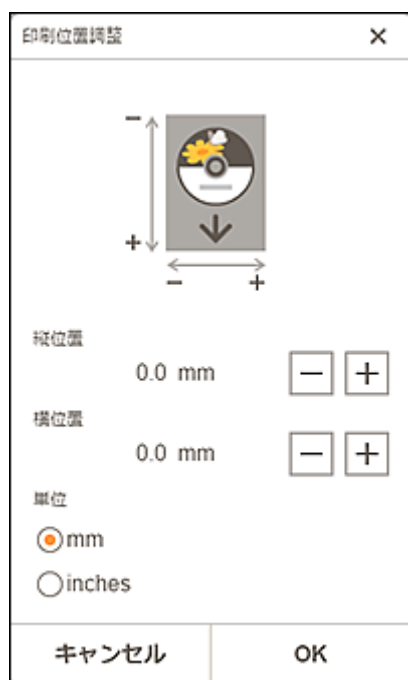 印刷位置調整 ×
−
+
− +
縦位置
0.0 mm − +
横位置
0.0 mm − +
単位
mm
inches
キャンセル OK